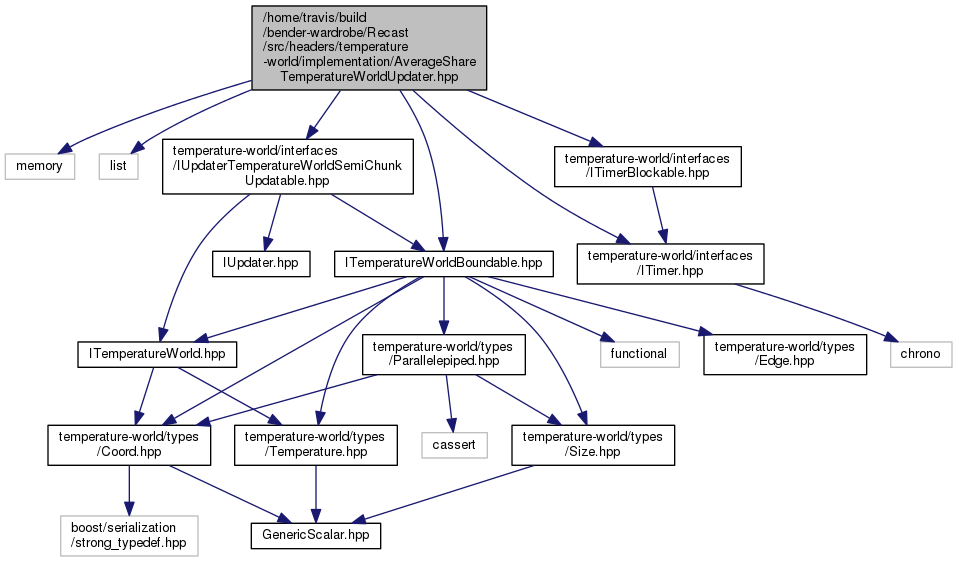 /home/travis/build
/bender-wardrobe/Recast
/src/headers/temperature
-world/implementation/AverageShare
TemperatureWorldUpdater.hpp
memory
list
temperature-world/interfaces
/IUpdaterTemperatureWorldSemiChunk
Updatable.hpp
temperature-world/interfaces
/ITimerBlockable.hpp
IUpdater.hpp
ITemperatureWorldBoundable.hpp
temperature-world/interfaces
/ITimer.hpp
ITemperatureWorld.hpp
temperature-world/types
/Parallelepiped.hpp
functional
temperature-world/types
/Edge.hpp
chrono
temperature-world/types
/Coord.hpp
temperature-world/types
/Temperature.hpp
cassert
temperature-world/types
/Size.hpp
boost/serialization
/strong_typedef.hpp
GenericScalar.hpp